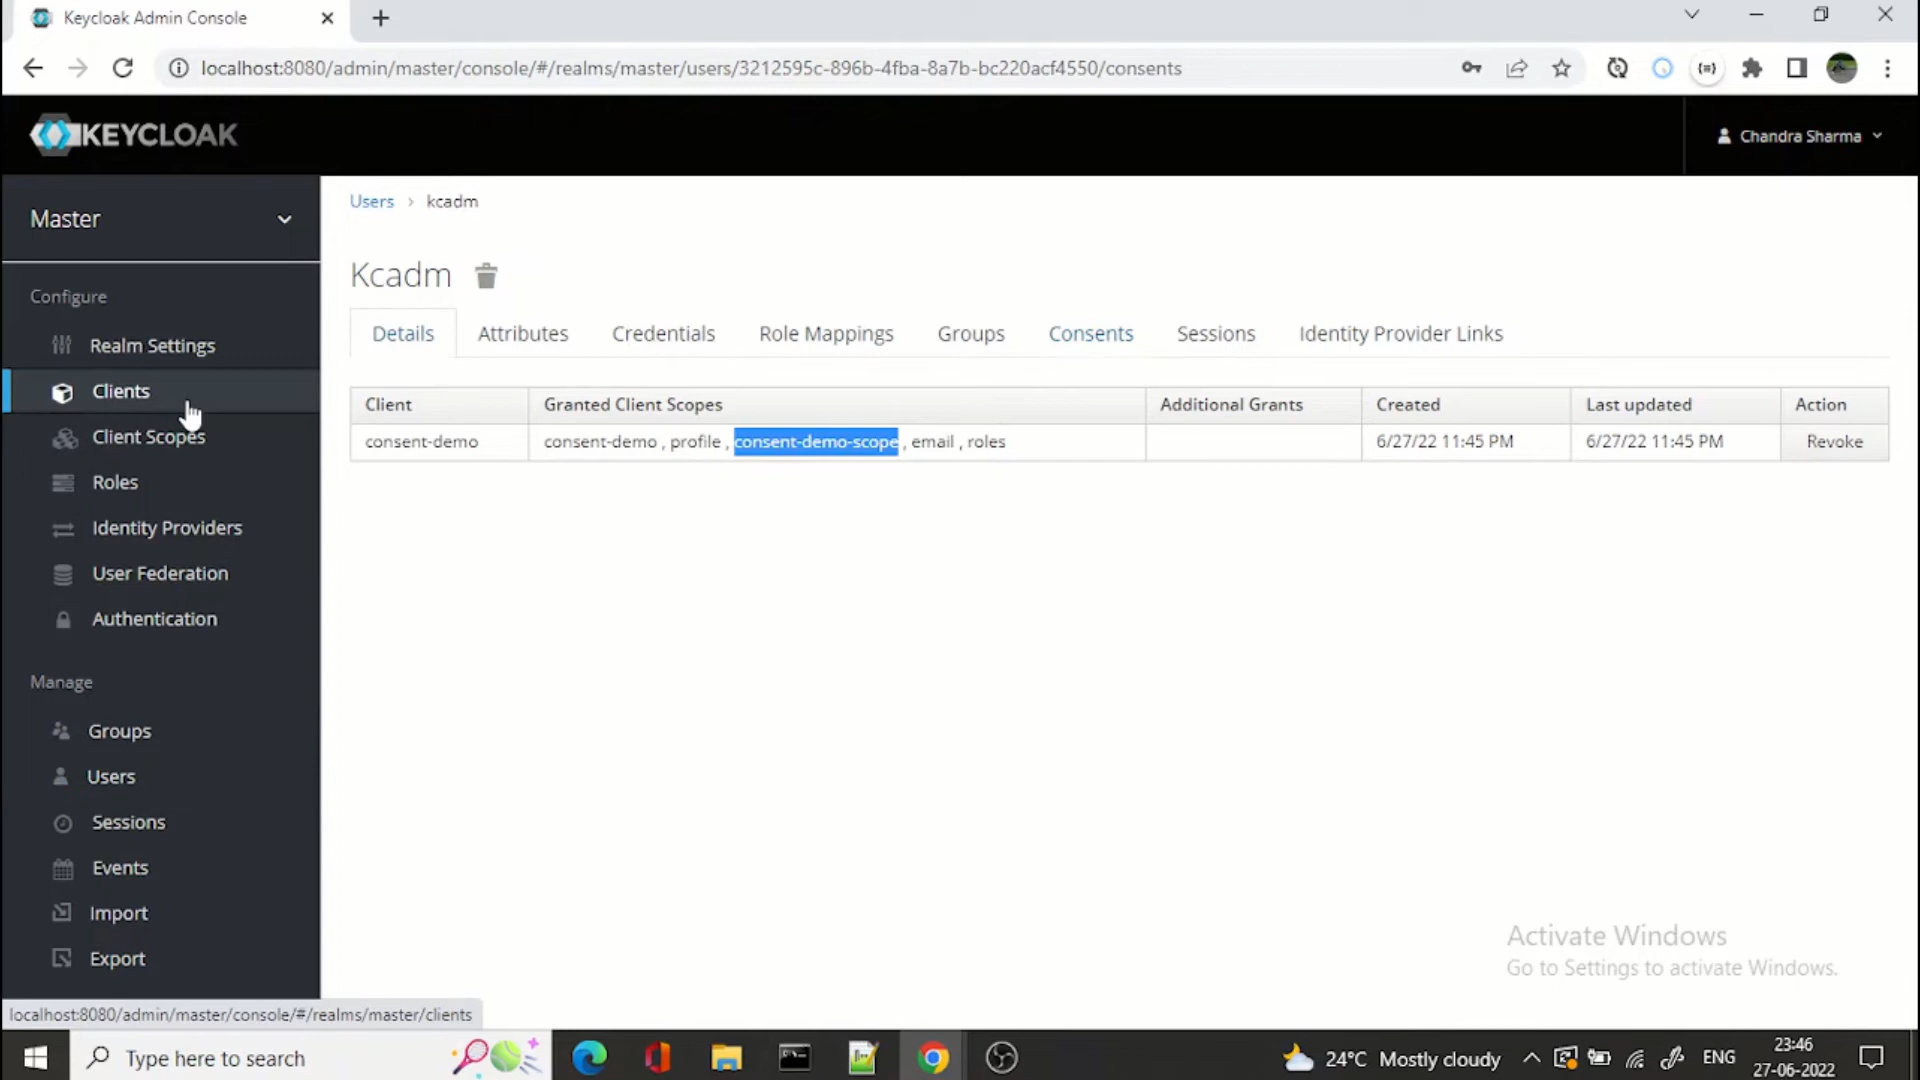 Keycloak Admin Console
localhost:8080/admin/master/console/#/realms/master/users/3212595c-896b-4fba-8a7b-bc220acf4550/consents
KEYCLOAK
Chandra Sharma
Master
Users > kcadm
Kcadm
Configure
Details Attributes Credentials Role Mappings Groups Consents Sessions Identity Provider Links
Realm Settings
Clients
Client Scopes
Roles
Identity Providers
User Federation
Authentication
Client Granted Client Scopes Additional Grants Created Last updated Action
consent-demo consent-demo , profile , consent-demo-scope , email , roles 6/27/22 11:45 PM 6/27/22 11:45 PM Revoke
Manage
Groups
Users
Sessions
Events
Import
Export
Activate Windows
Go to Settings to activate Windows.
localhost:8080/admin/master/console/#/realms/master/clients
Type here to search
24°C Mostly cloudy
ENG
23:46
27-06-2022